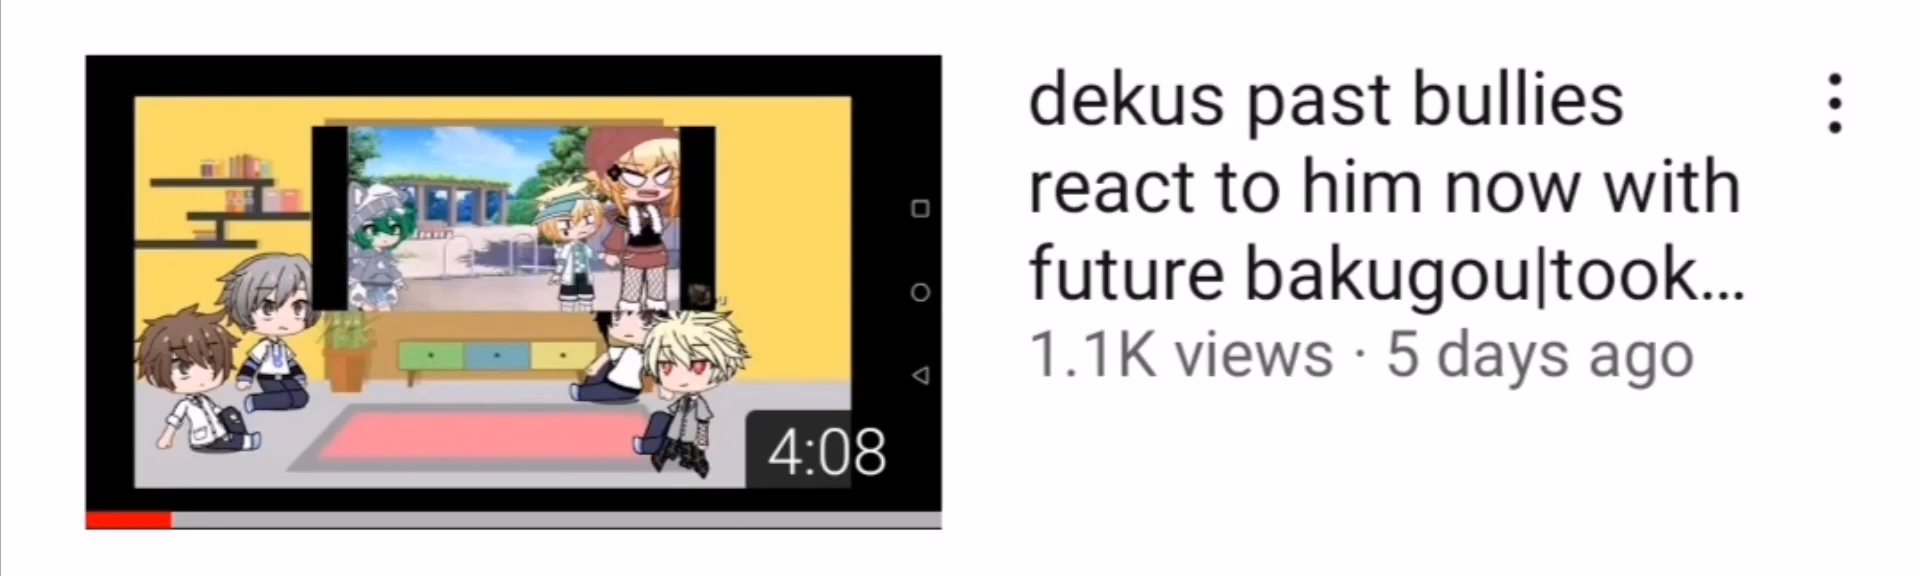 4:08
dekus past bullies
react to him now with
future bakugou|took...
1.1K views · 5 days ago